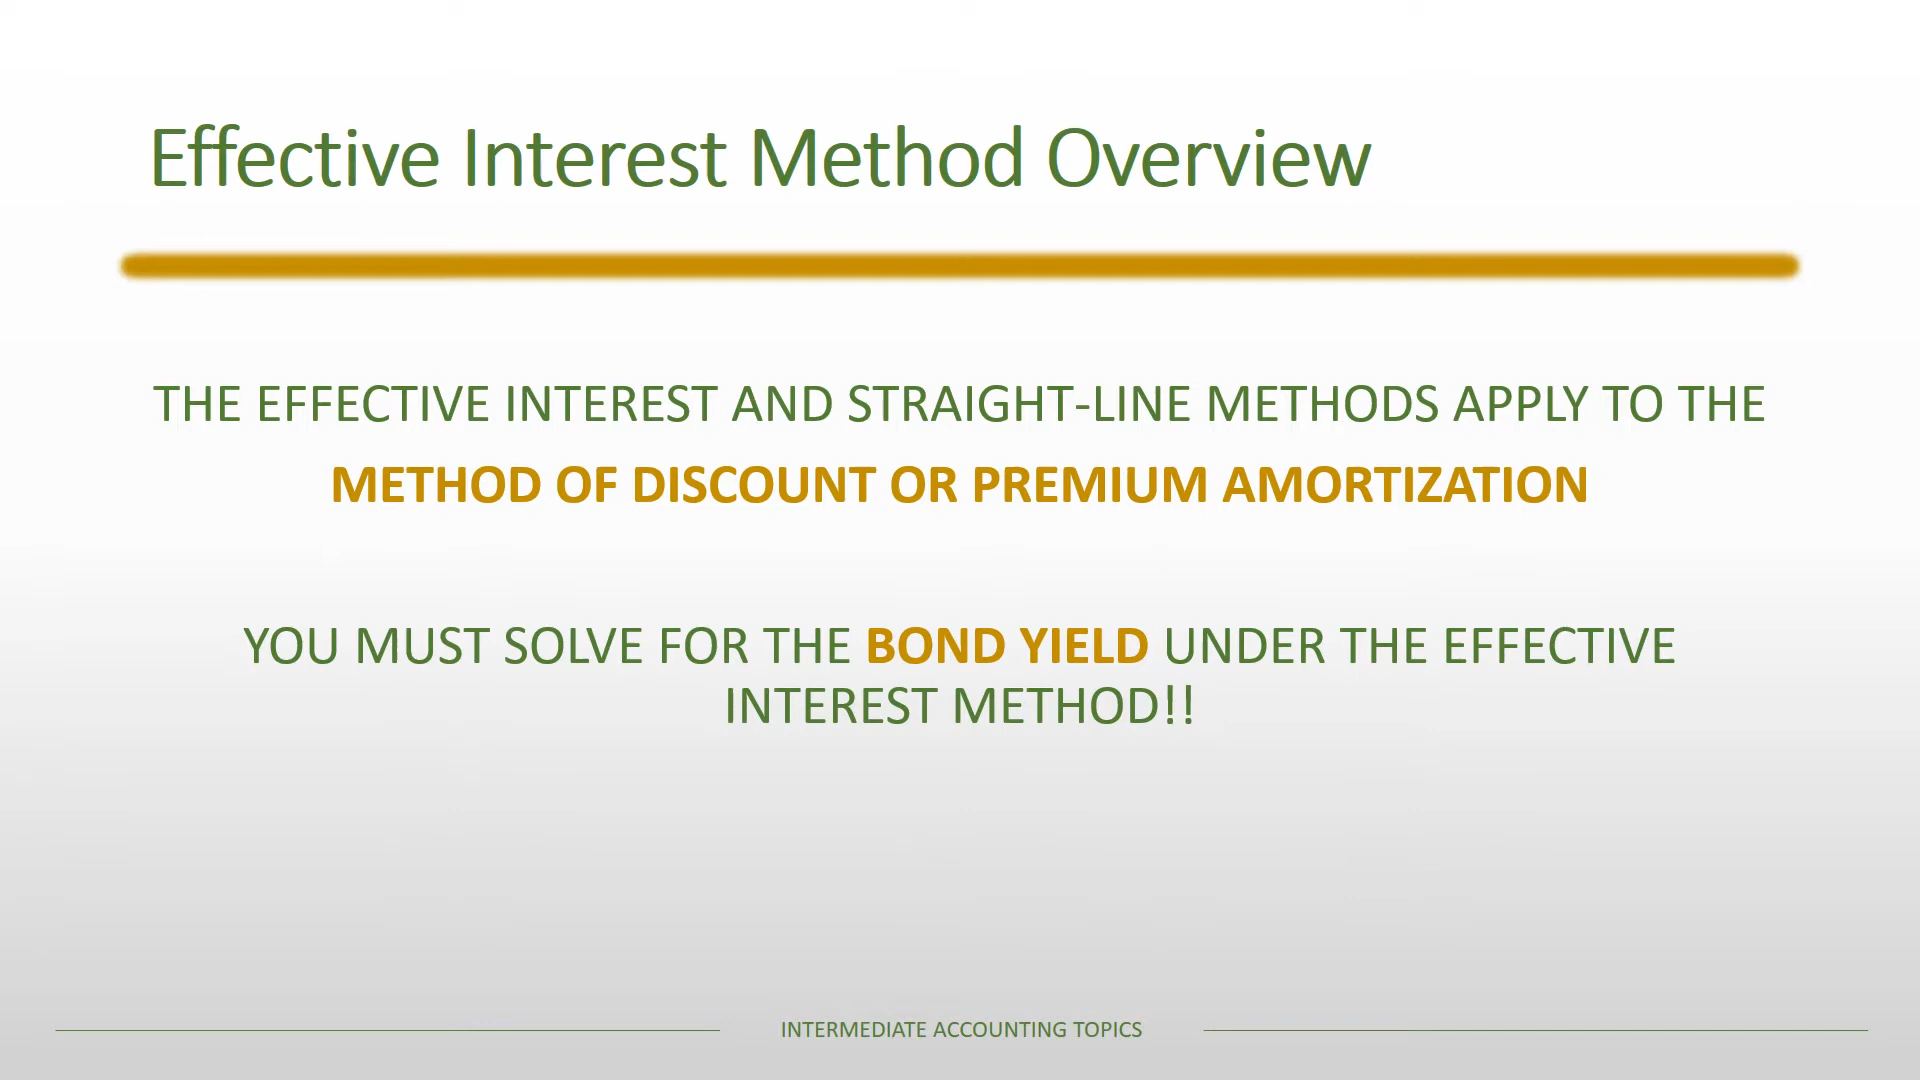 Effective Interest Method Overview
THE EFFECTIVE INTEREST AND STRAIGHT-LINE METHODS APPLY TO THE
METHOD OF DISCOUNT OR PREMIUM AMORTIZATION
YOU MUST SOLVE FOR THE BOND YIELD UNDER THE EFFECTIVE
INTEREST METHOD!!
INTERMEDIATE ACCOUNTING TOPICS